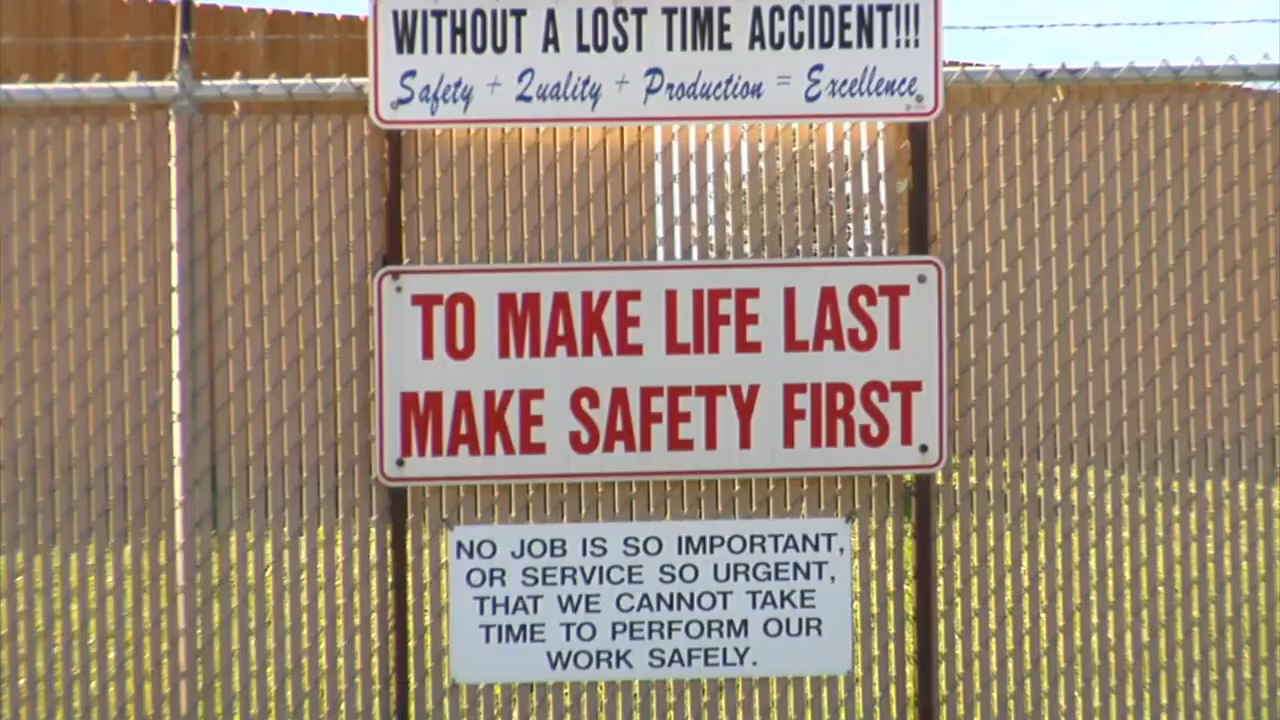 WITHOUT A LOST TIME ACCIDENT!!!
Safety + Quality + Production = Excellence
TO MAKE LIFE LAST
MAKE SAFETY FIRST
NO JOB IS SO IMPORTANT,
OR SERVICE SO URGENT,
THAT WE CANNOT TAKE
TIME TO PERFORM OUR
WORK SAFELY.